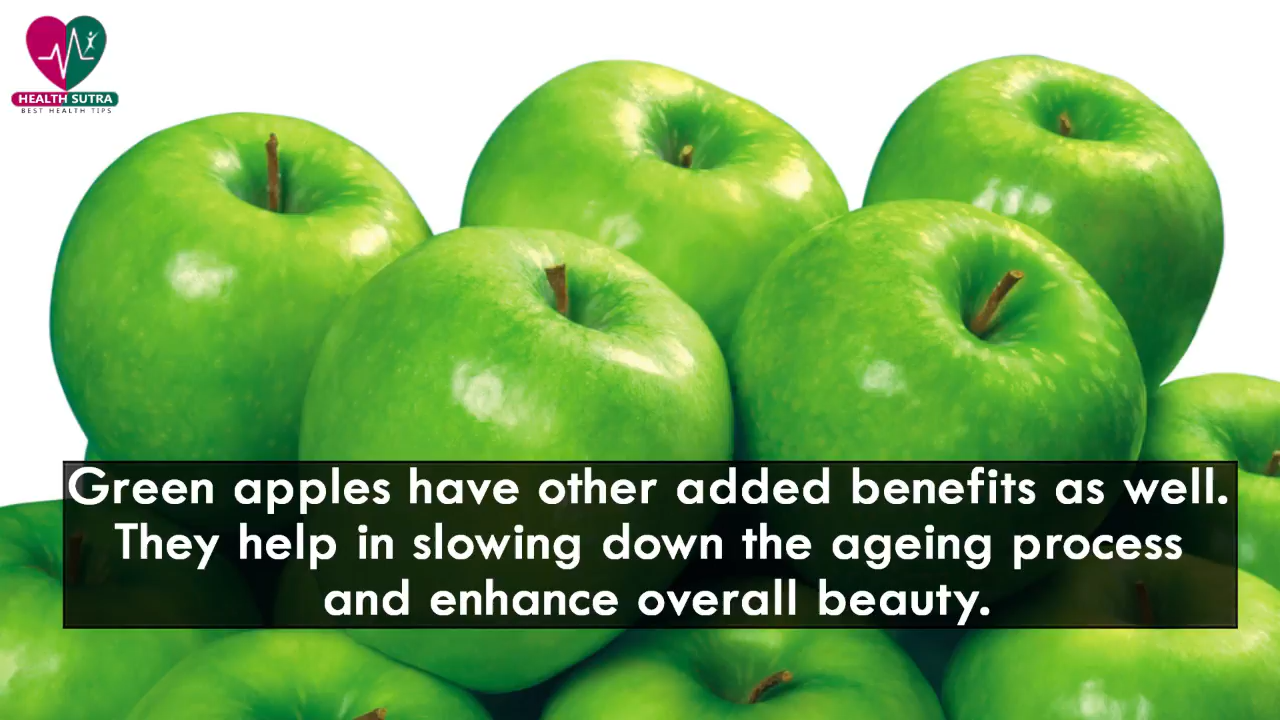 HEALTH SUTRA
BEST HEALTH TIPS
Green apples have other added benefits as well.
They help in slowing down the ageing process
and enhance overall beauty.